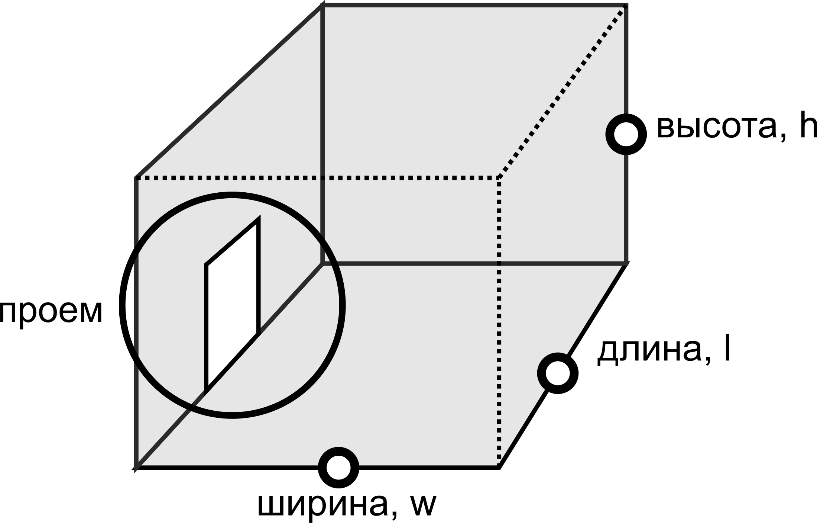 высота, h
проем
длина, l
ширина, w